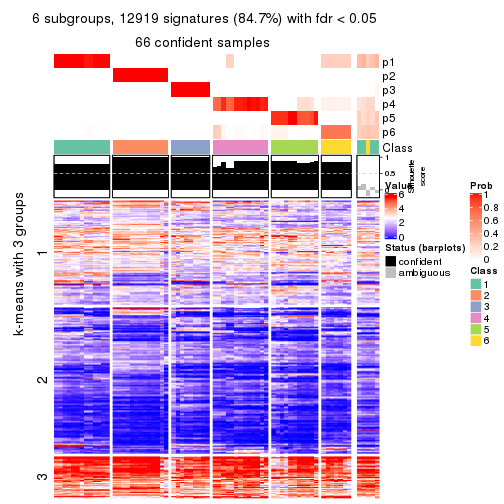 6 subgroups, 12919 signatures (84.7%) with fdr < 0.05
66 confident samples
p1
p2
p3
p4
p5
p6
Class
1
0.5
0
Silhouette
score
k-means with 3 groups
1
2
3
Value
6
4
2
0
Status (barplots)
confident
ambiguous
Prob
1
0.8
0.6
0.4
0.2
0
Class
1
2
3
4
5
6